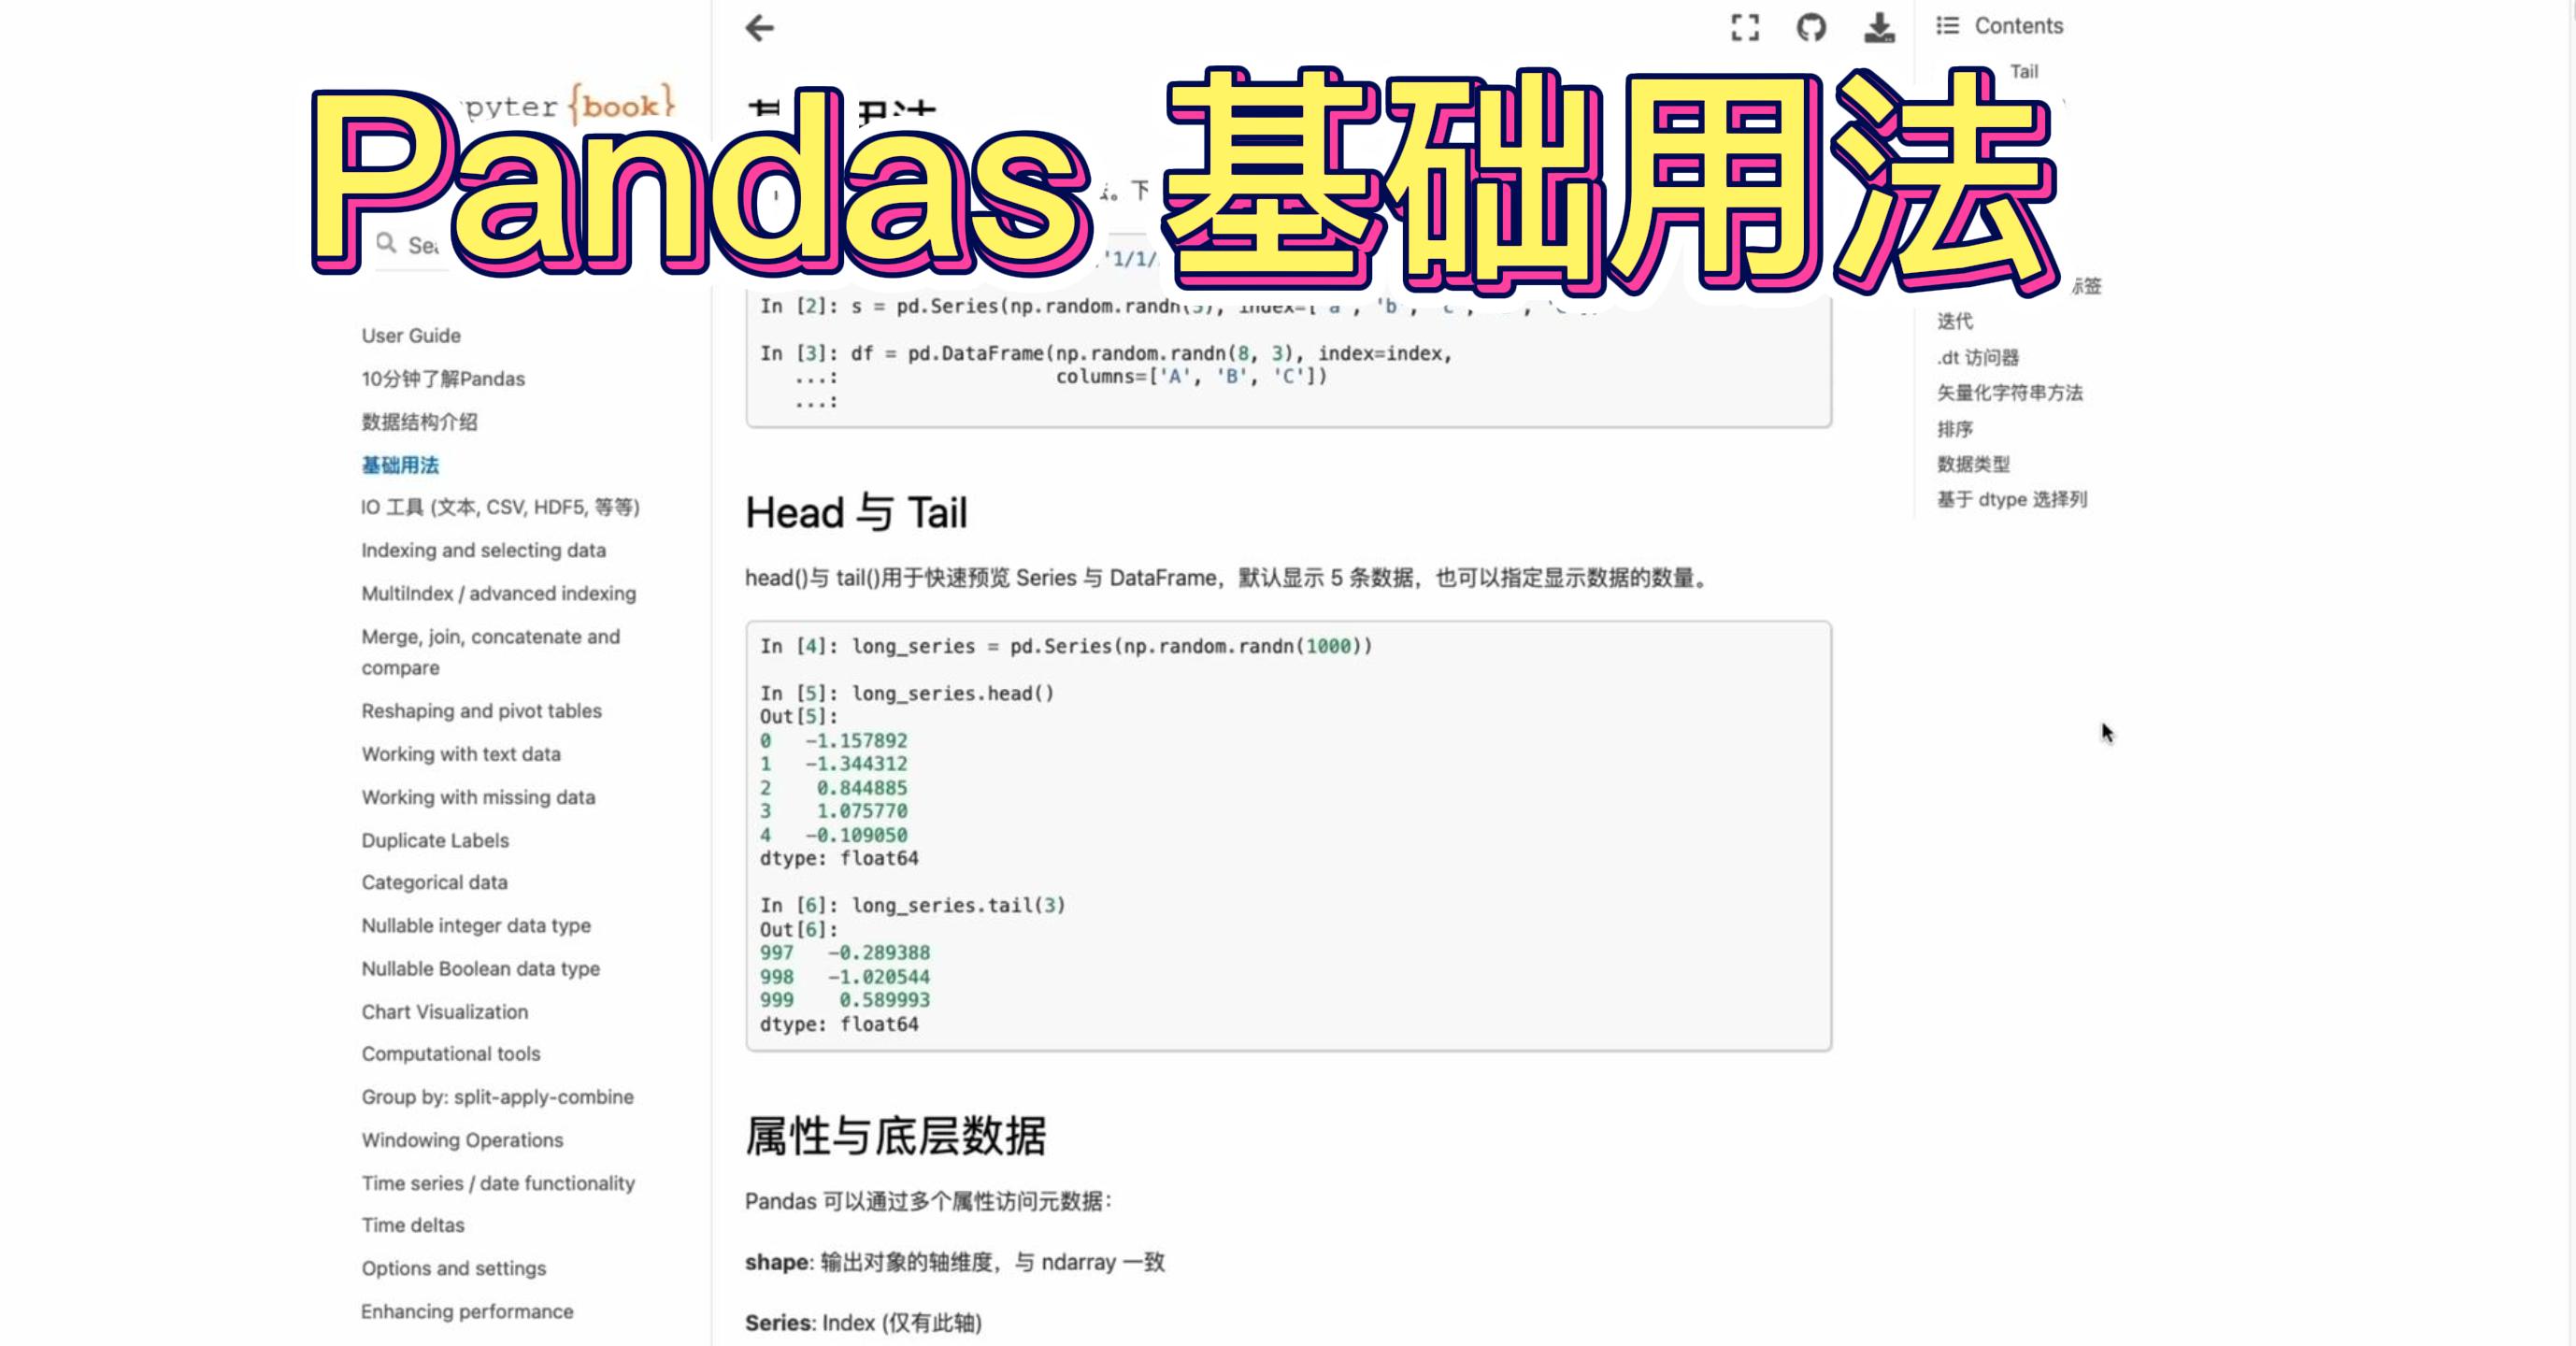 Pandas 基础用法
pyter {book}
User Guide
10分钟了解Pandas
数据结构介绍
基础用法
IO 工具 (文本, CSV, HDF5, 等等)
Indexing and selecting data
MultiIndex / advanced indexing
Merge, join, concatenate and
compare
Reshaping and pivot tables
Working with text data
Working with missing data
Duplicate Labels
Categorical data
Nullable integer data type
Nullable Boolean data type
Chart Visualization
Computational tools
Group by: split-apply-combine
Windowing Operations
Time series / date functionality
Time deltas
Options and settings
Enhancing performance
。下
'1/1/
In [2]: s = pd.Series(np.random.randn(5), index=['a', 'b',
In [3]: df = pd.DataFrame(np.random.randn(8, 3), index=index,
...: columns=['A', 'B', 'C'])
...:
Head 与 Tail
head()与 tail()用于快速预览 Series 与 DataFrame，默认显示 5 条数据，也可以指定显示数据的数量。
In [4]: long_series = pd.Series(np.random.randn(1000))
In [5]: long_series.head()
Out[5]:
0 -1.157892
1 -1.344312
2 0.844885
3 1.075770
4 -0.109050
dtype: float64
In [6]: long_series.tail(3)
Out[6]:
997 -0.289388
998 -1.020544
999 0.589993
dtype: float64
属性与底层数据
Pandas 可以通过多个属性访问元数据：
shape: 输出对象的轴维度，与 ndarray 一致
Series: Index (仅有此轴)
Contents
Tail
标签
迭代
.dt 访问器
矢量化字符串方法
排序
数据类型
基于 dtype 选择列